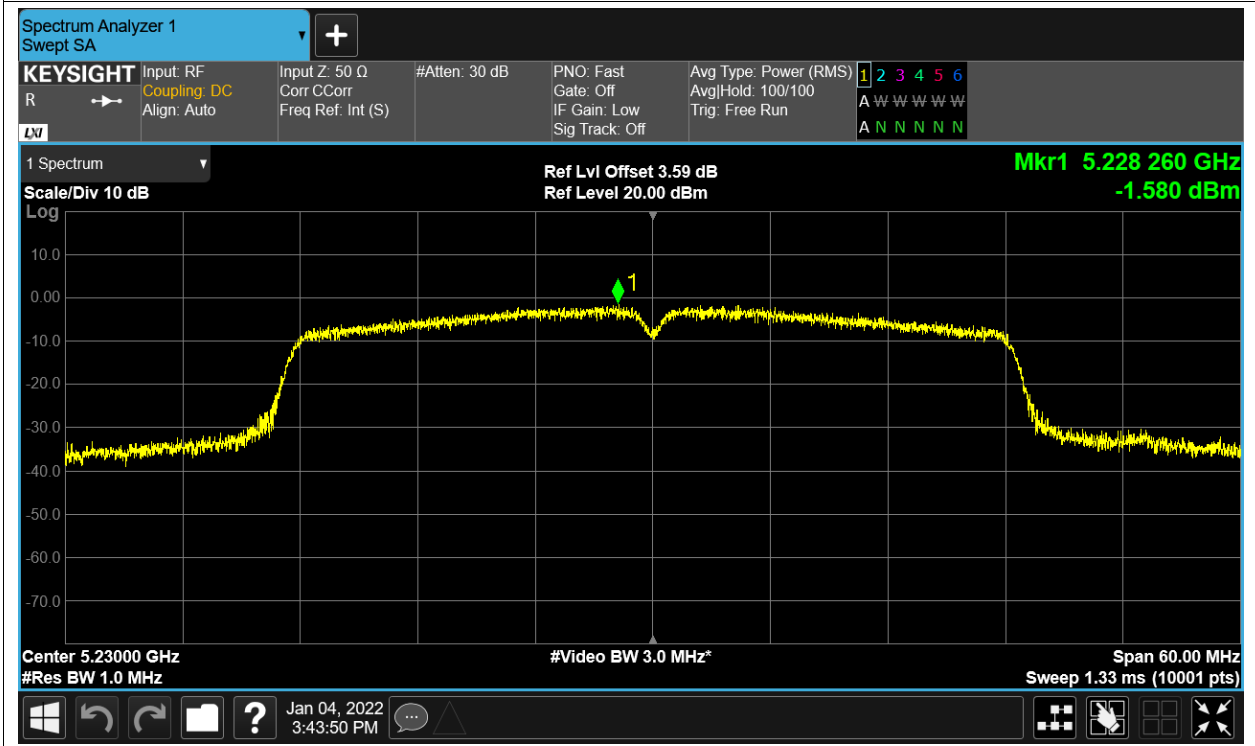 Spectrum Analyzer 1
Swept SA
+
KEYSIGHT
R
LXI
Input: RF
Coupling: DC
Align: Auto
Input Z: 50 Ω
Corr CCorr
Freq Ref: Int (S)
#Atten: 30 dB
PNO: Fast
Gate: Off
IF Gain: Low
Sig Track: Off
Avg Type: Power (RMS)
Avg|Hold: 100/100
Trig: Free Run
1 2 3 4 5 6
A W W W W W
A N N N N N
1 Spectrum
Scale/Div 10 dB
Log
Ref Lvl Offset 3.59 dB
Ref Level 20.00 dBm
Mkr1 5.228 260 GHz
-1.580 dBm
1
10.0
0.00
-10.0
-20.0
-30.0
-40.0
-50.0
-60.0
-70.0
Center 5.23000 GHz
#Res BW 1.0 MHz
#Video BW 3.0 MHz*
Span 60.00 MHz
Sweep 1.33 ms (10001 pts)
?
Jan 04, 2022
3:43:50 PM